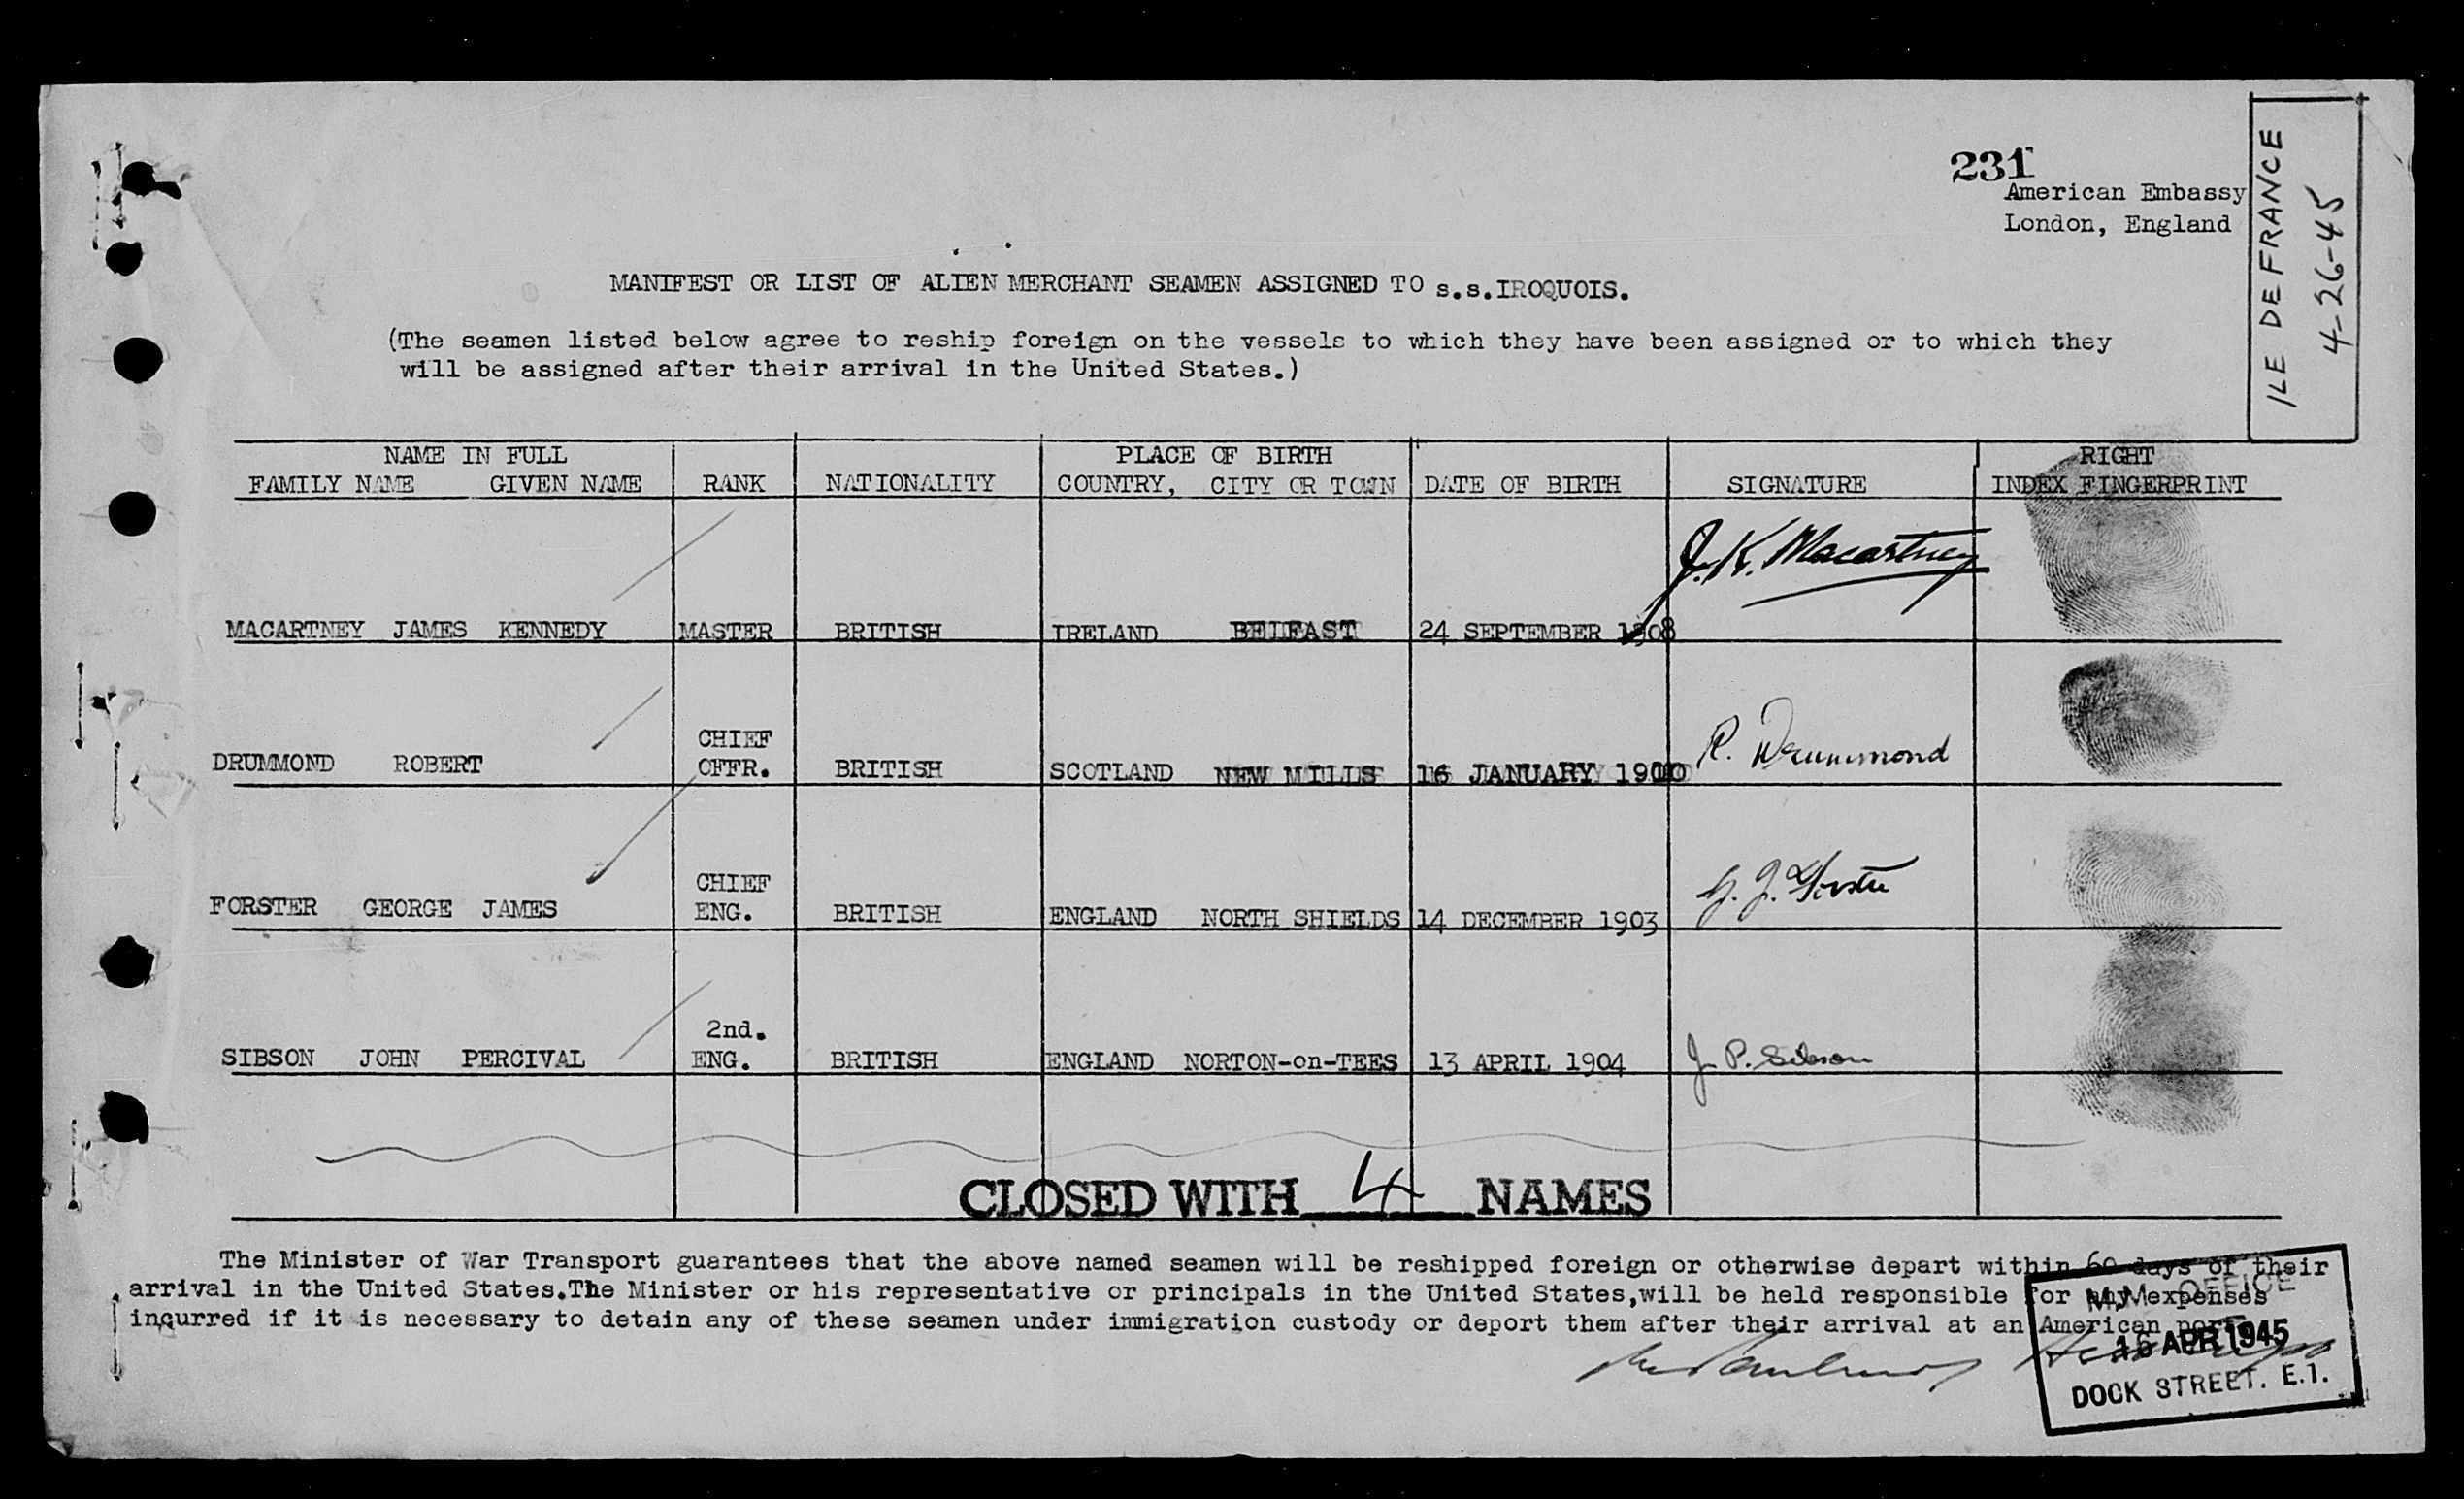 231
American Embassy
London, England
ILE DE FRANCE
4-26-45
MANIFEST OR LIST OF ALIEN MERCHANT SEAMEN ASSIGNED TO s.s.IROQUOIS.
(The seamen listed below agree to reship foreign on the vessels to which they have been assigned or to which they
will be assigned after their arrival in the United States.)
NAME IN FULL PLACE OF BIRTH RIGHT
FAMILY NAME GIVEN NAME RANK NATIONALITY COUNTRY, CITY OR TOWN DATE OF BIRTH SIGNATURE INDEX FINGERPRINT
J.K. Macartney
MACARTNEY JAMES KENNEDY MASTER BRITISH IRELAND BELFAST 24 SEPTEMBER 1908
CHIEF
DRUMMOND ROBERT OFFR. BRITISH SCOTLAND NEW MILLS 16 JANUARY R. Drummond
CHIEF
FORSTER GEORGE JAMES ENG. BRITISH ENGLAND NORTH SHIELDS 14 DECEMBER 1903 G. J. Forster
2nd.
SIBSON JOHN PERCIVAL ENG. BRITISH ENGLAND NORTON-on-TEES 13 APRIL 1904 J. P. Sibson
CLOSED WITH 4 NAMES
The Minister of War Transport guarantees that the above named seamen will be reshipped foreign or otherwise depart within 60 days of their
arrival in the United States.The Minister or his representative or principals in the United States,will be held responsible for any expenses
incurred if it is necessary to detain any of these seamen under immigration custody or deport them after their arrival at an American port.
M.M. OFFICE
16 APR 1945
DOCK STREET. E.1.